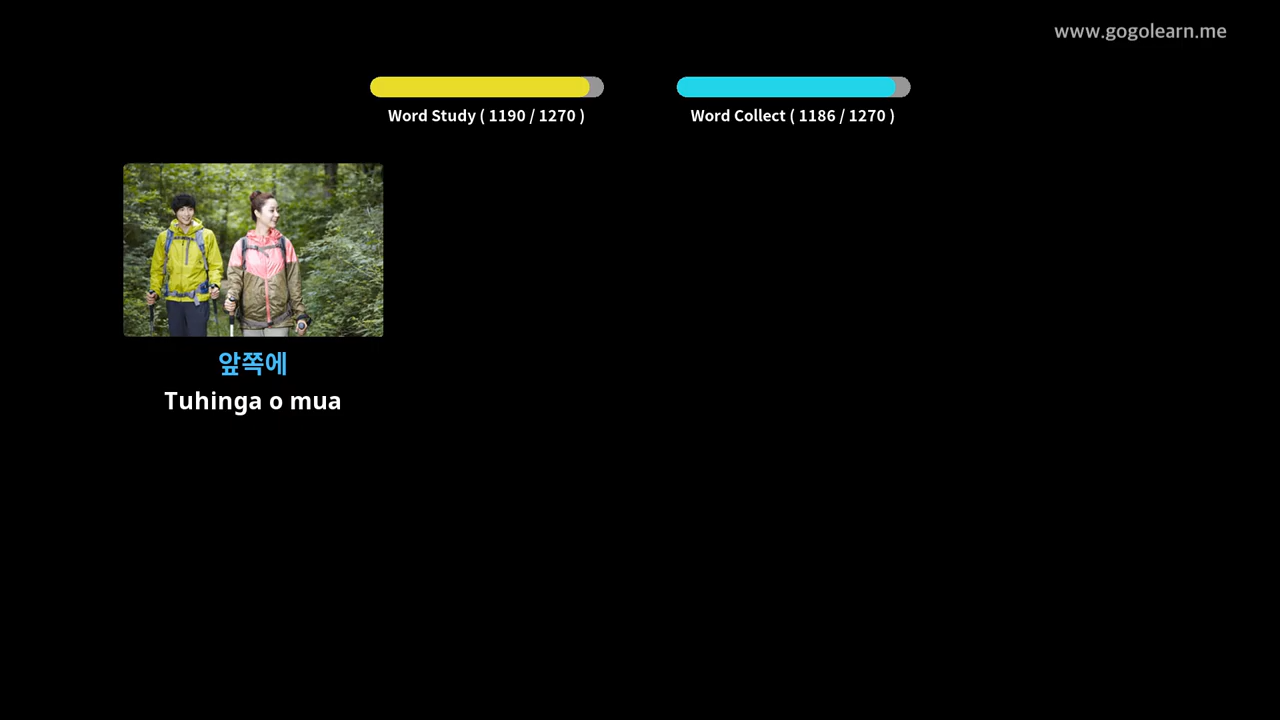 www.gogolearn.me
Word Study ( 1190 / 1270 )
Word Collect ( 1186 / 1270 )
앞쪽에
Tuhinga o mua